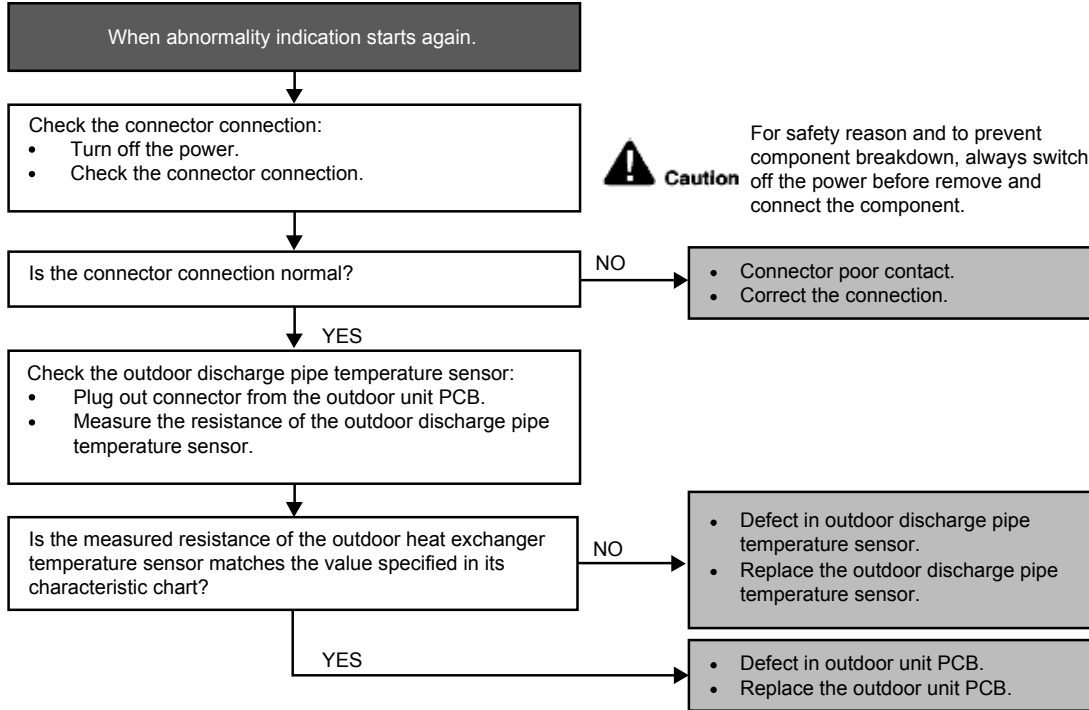 When abnormality indication starts again.
Check the connector connection:
• Turn off the power.
• Check the connector connection.
Caution
For safety reason and to prevent
component breakdown, always switch
off the power before remove and
connect the component.
Is the connector connection normal?
NO
• Connector poor contact.
• Correct the connection.
YES
Check the outdoor discharge pipe temperature sensor:
• Plug out connector from the outdoor unit PCB.
• Measure the resistance of the outdoor discharge pipe
temperature sensor.
Is the measured resistance of the outdoor heat exchanger
temperature sensor matches the value specified in its
characteristic chart?
NO
• Defect in outdoor discharge pipe
temperature sensor.
• Replace the outdoor discharge pipe
temperature sensor.
YES
• Defect in outdoor unit PCB.
• Replace the outdoor unit PCB.